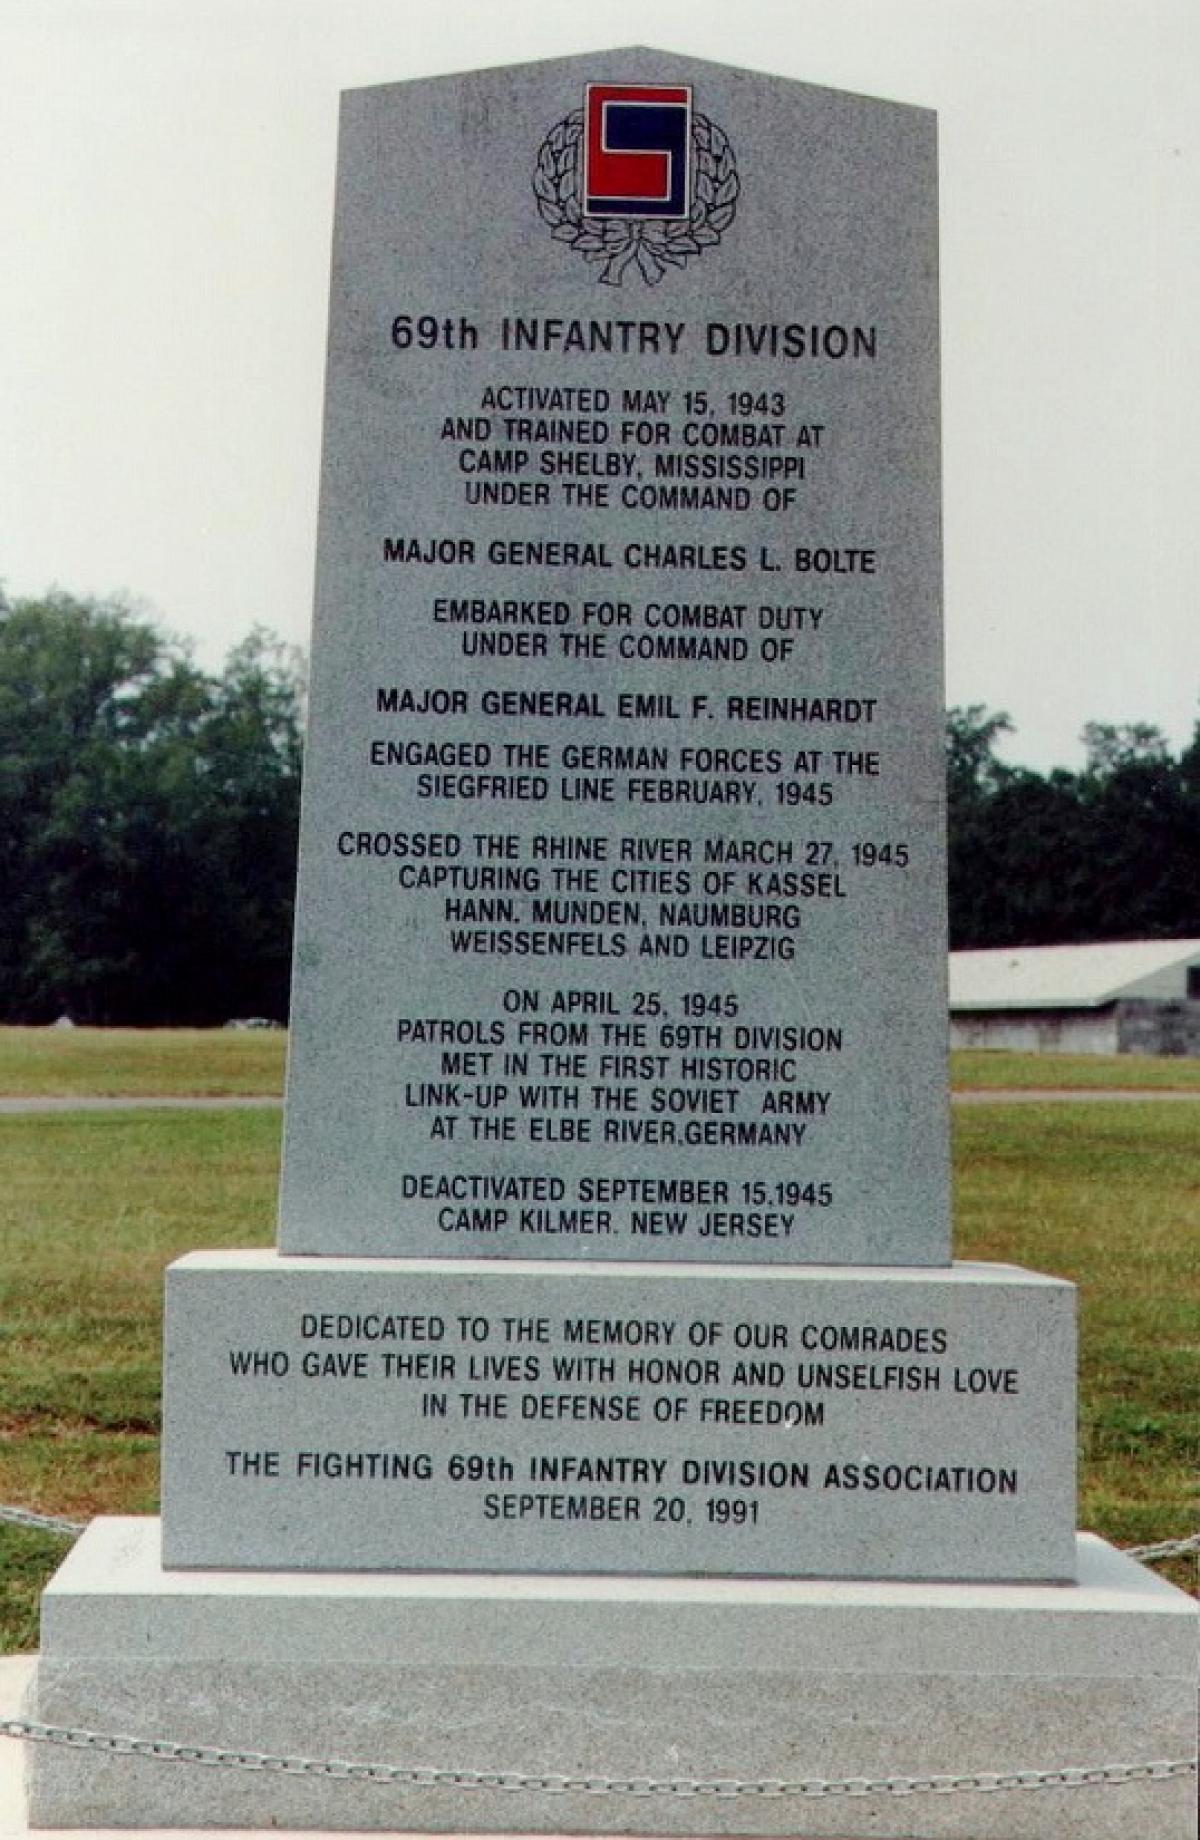 69th INFANTRY DIVISION
ACTIVATED MAY 15, 1943
AND TRAINED FOR COMBAT AT
CAMP SHELBY, MISSISSIPPI
UNDER THE COMMAND OF
MAJOR GENERAL CHARLES L. BOLTE
EMBARKED FOR COMBAT DUTY
UNDER THE COMMAND OF
MAJOR GENERAL EMIL F. REINHARDT
ENGAGED THE GERMAN FORCES AT THE
SIEGFRIED LINE FEBRUARY, 1945
CROSSED THE RHINE RIVER MARCH 27, 1945
CAPTURING THE CITIES OF KASSEL
HANN. MUNDEN, NAUMBURG
WEISSENFELS AND LEIPZIG
ON APRIL 25, 1945
PATROLS FROM THE 69TH DIVISION
MET IN THE FIRST HISTORIC
LINK-UP WITH THE SOVIET ARMY
AT THE ELBE RIVER.GERMANY
DEACTIVATED SEPTEMBER 15.1945
CAMP KILMER. NEW JERSEY
DEDICATED TO THE MEMORY OF OUR COMRADES
WHO GAVE THEIR LIVES WITH HONOR AND UNSELFISH LOVE
IN THE DEFENSE OF FREEDOM
THE FIGHTING 69th INFANTRY DIVISION ASSOCIATION
SEPTEMBER 20, 1991